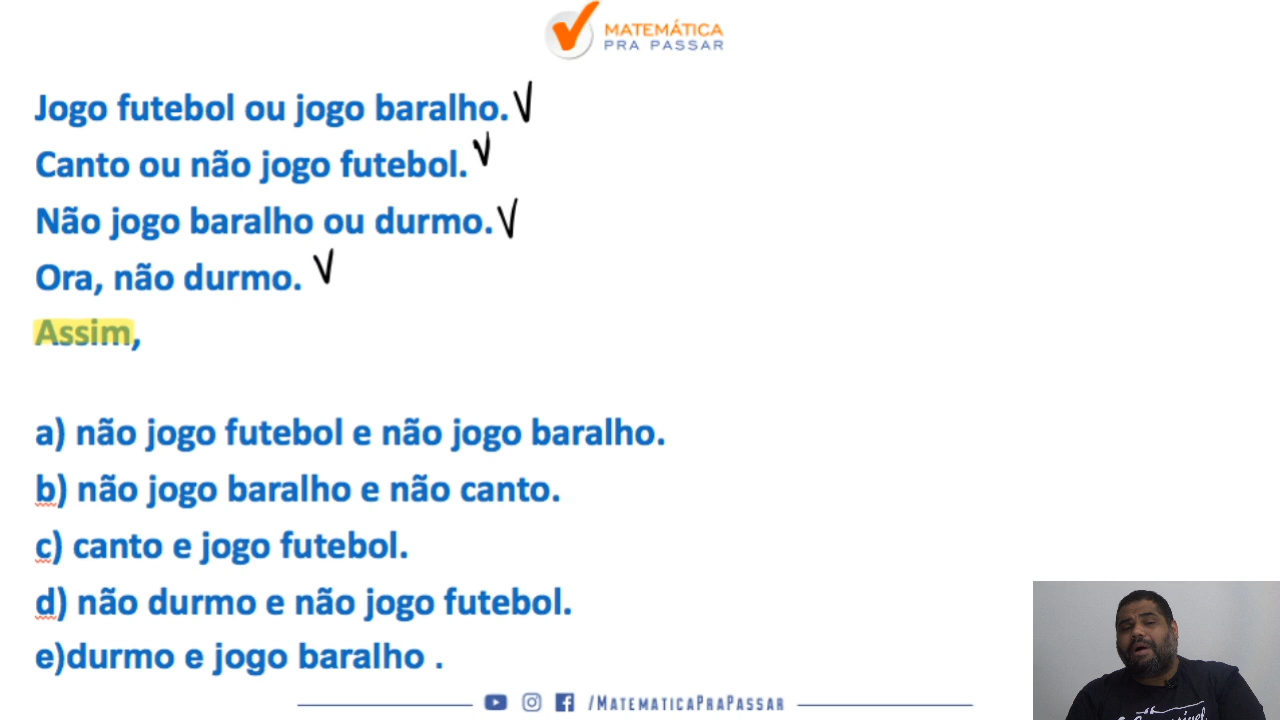 MATEMÁTICA
PRA PASSAR
Jogo futebol ou jogo baralho. V
Canto ou não jogo futebol. V
Não jogo baralho ou durmo. V
Ora, não durmo. V
Assim,
a) não jogo futebol e não jogo baralho.
b) não jogo baralho e não canto.
c) canto e jogo futebol.
d) não durmo e não jogo futebol.
e)durmo e jogo baralho .
/MATEMATICAPRAPASSAR